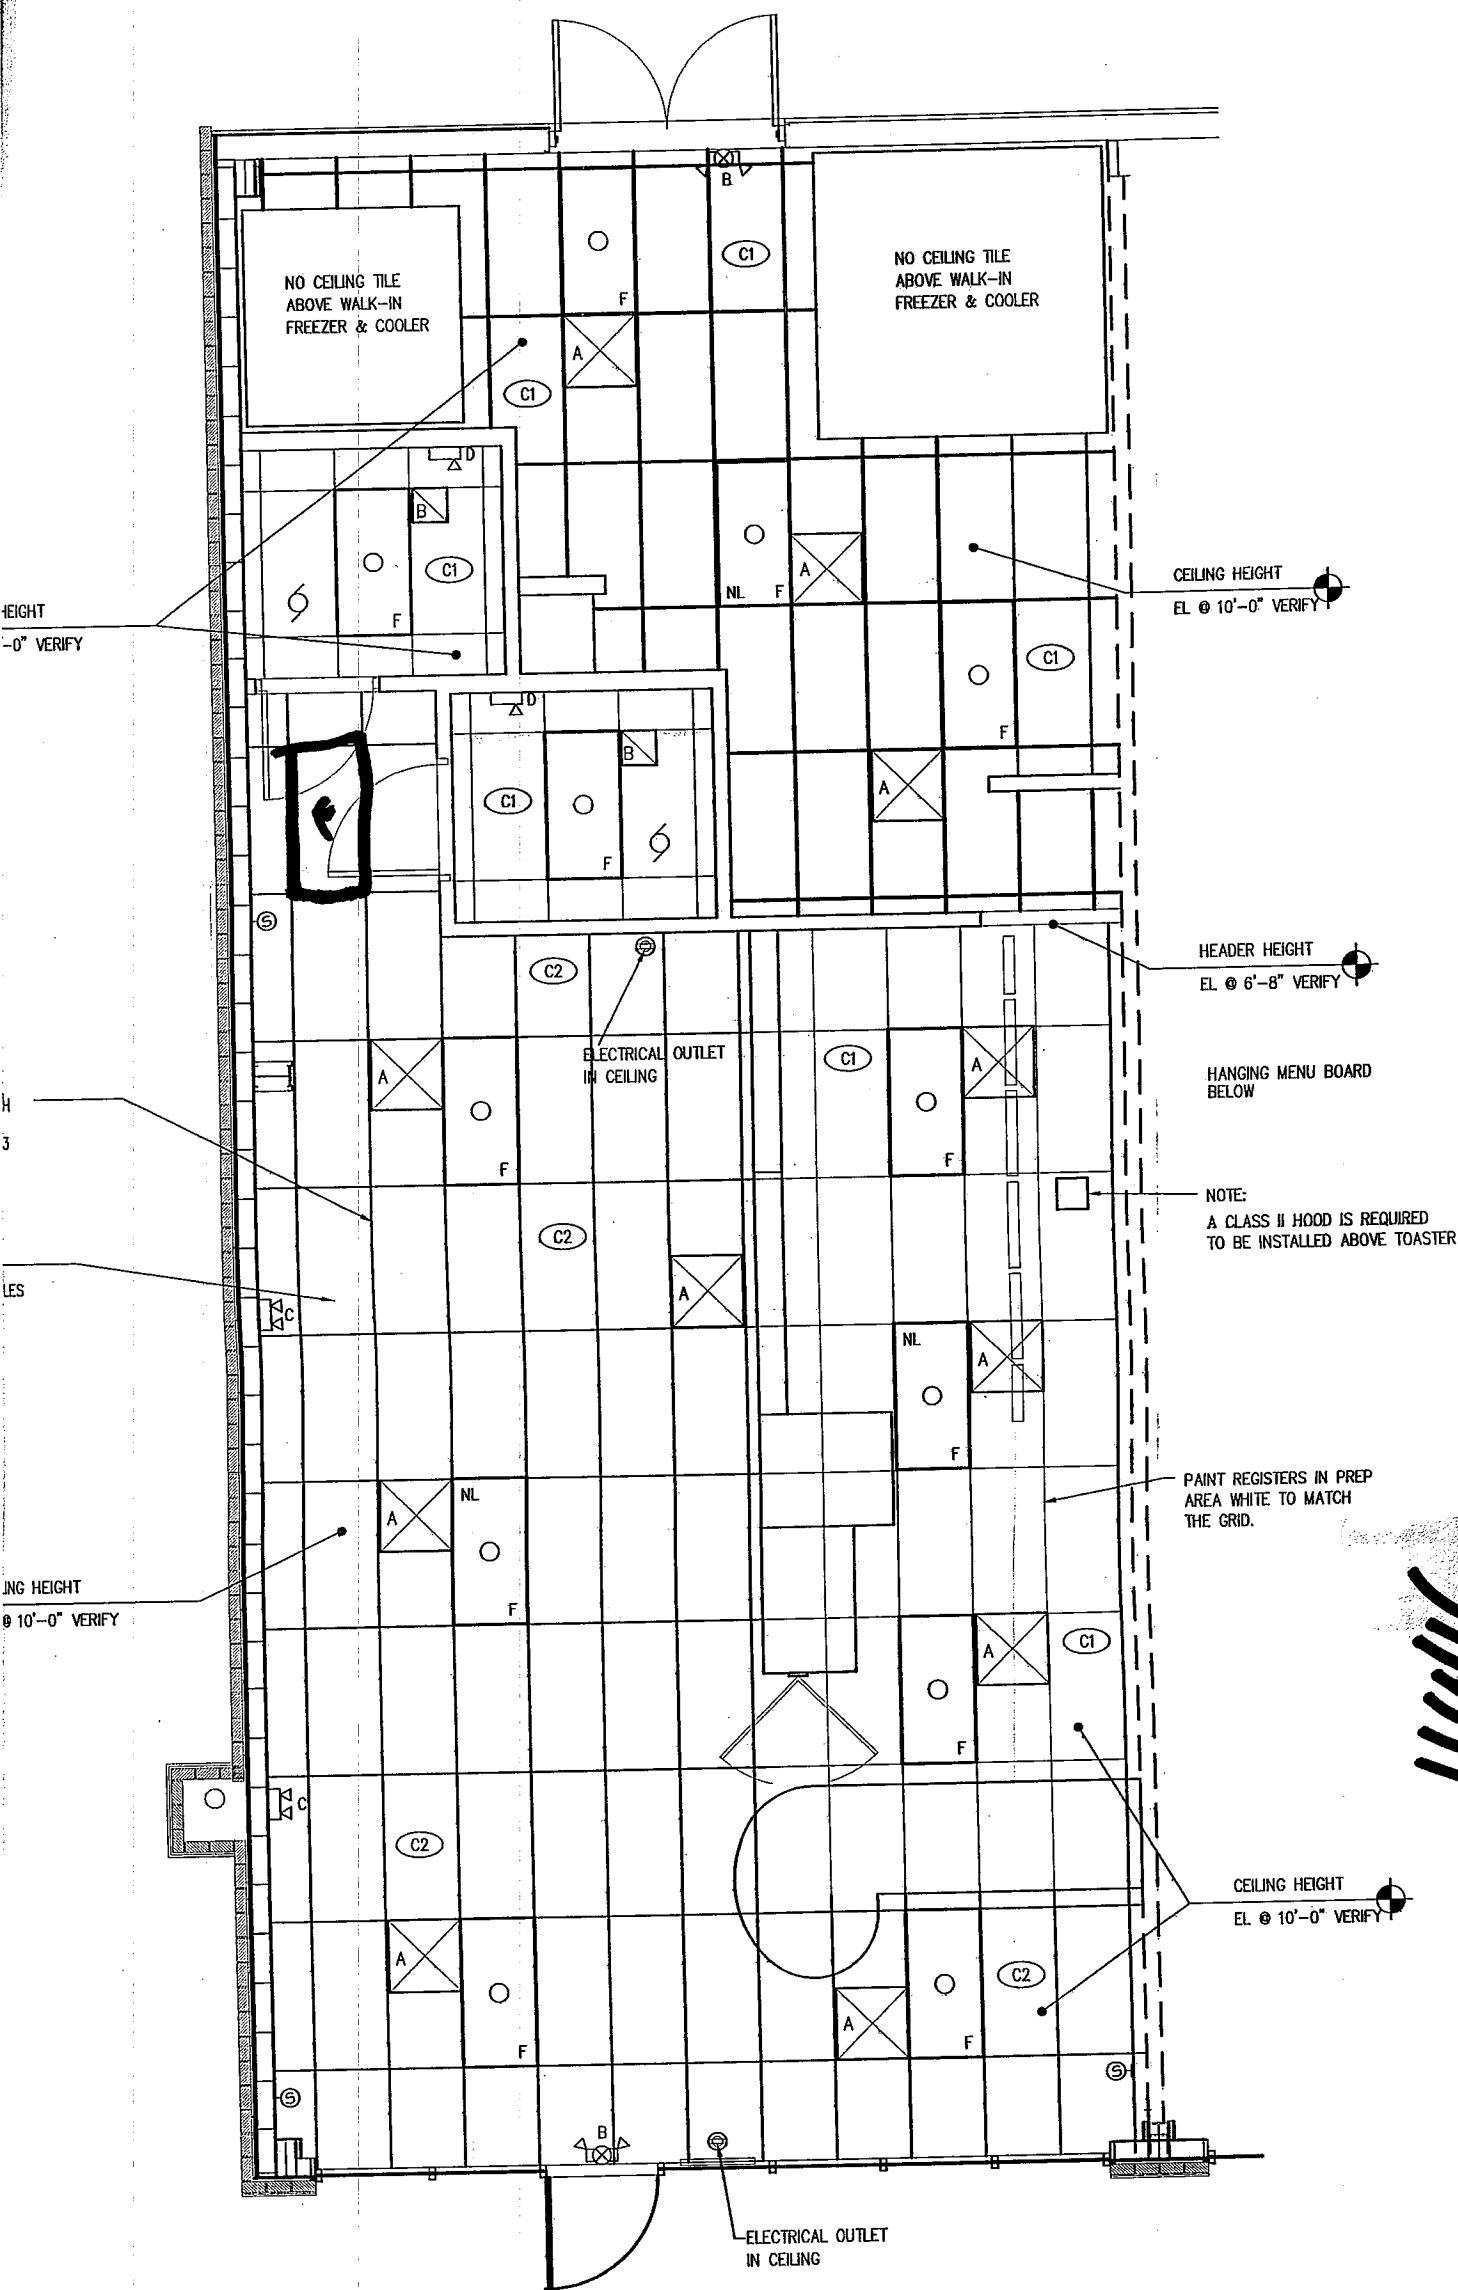 B
NO CEILING TILE
ABOVE WALK-IN
FREEZER & COOLER
C1
NO CEILING TILE
ABOVE WALK-IN
FREEZER & COOLER
F
A
C1
D
B
C1
A
NL F
F
CEILING HEIGHT
EL @ 10'-0" VERIFY
HEIGHT
-0" VERIFY
C1
D
F
B
C1
A
F
S
HEADER HEIGHT
EL @ 6'-8" VERIFY
C2
ELECTRICAL OUTLET
IN CEILING
C1
A
A
HANGING MENU BOARD
BELOW
H
3
F
F
NOTE:
A CLASS II HOOD IS REQUIRED
TO BE INSTALLED ABOVE TOASTER
C2
LES
A
C
NL
A
F
NL
A
PAINT REGISTERS IN PREP
AREA WHITE TO MATCH
THE GRID.
F
ING HEIGHT
@ 10'-0" VERIFY
A
C1
F
C
C2
CEILING HEIGHT
EL @ 10'-0" VERIFY
A
C2
A
F
F
S
S
B
ELECTRICAL OUTLET
IN CEILING